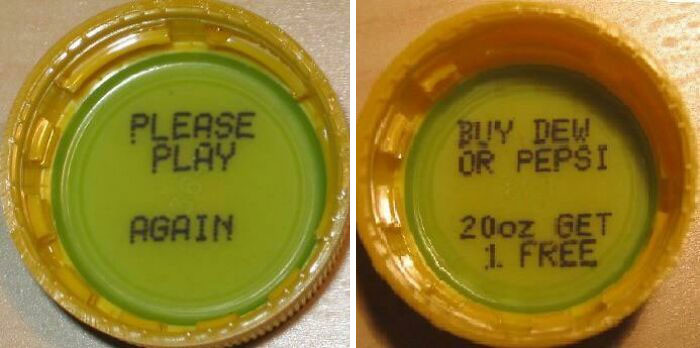 PLEASE
PLAY
AGAIN
BUY DEW
OR PEPSI
20oz GET
1 FREE